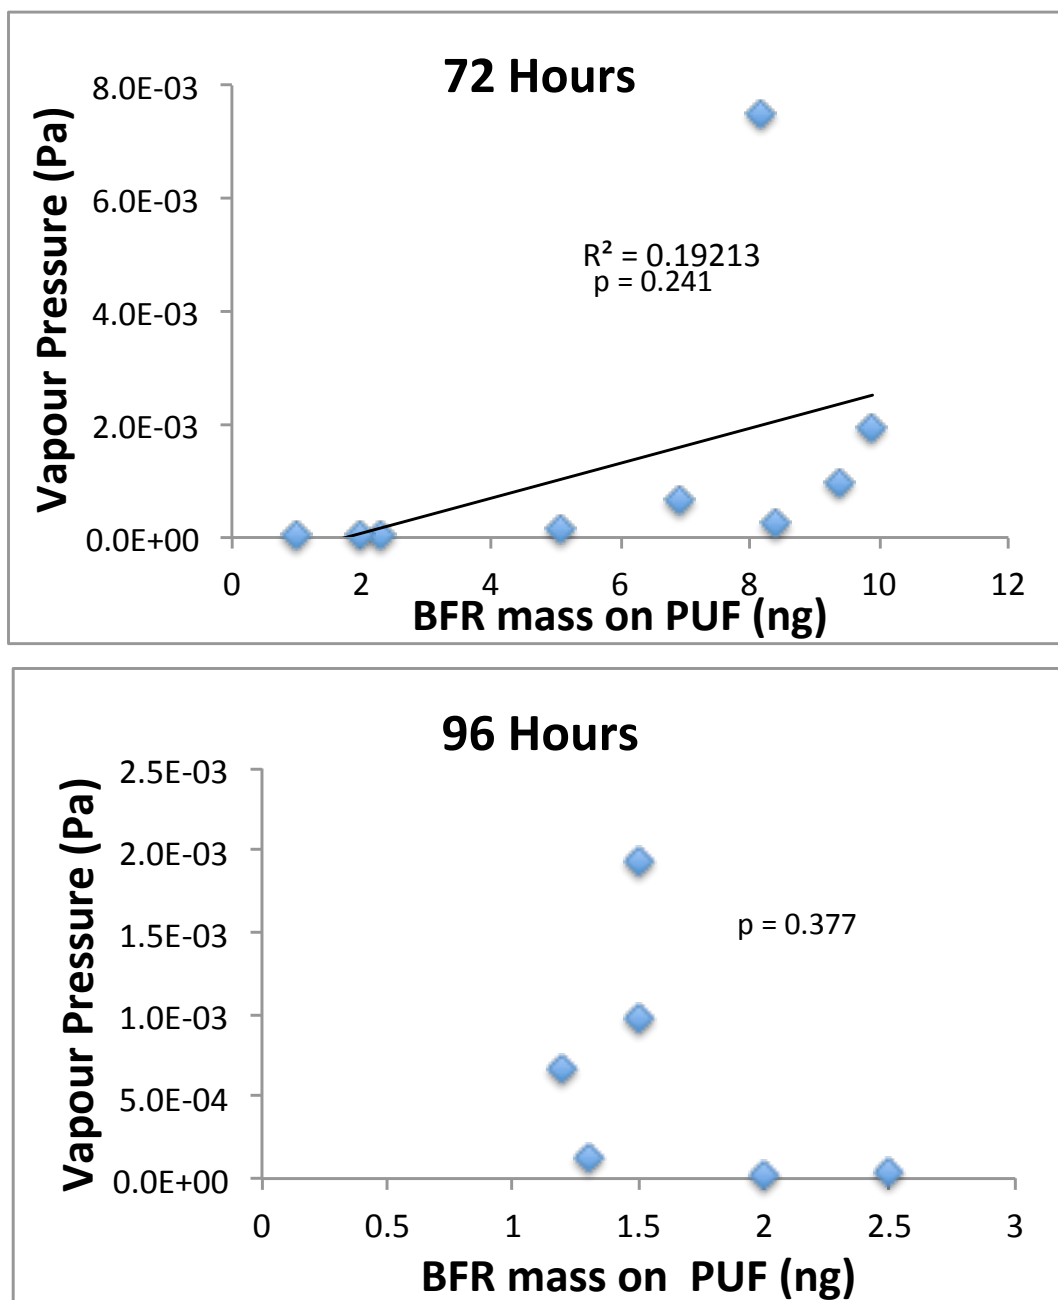 72 Hours
Vapour Pressure (Pa)
8.0E-03
6.0E-03
4.0E-03
2.0E-03
0.0E+00
R² = 0.19213
p = 0.241
0 2 4 6 8 10 12
BFR mass on PUF (ng)
96 Hours
Vapour Pressure (Pa)
2.5E-03
2.0E-03
1.5E-03
1.0E-03
5.0E-04
0.0E+00
p = 0.377
0 0.5 1 1.5 2 2.5 3
BFR mass on PUF (ng)